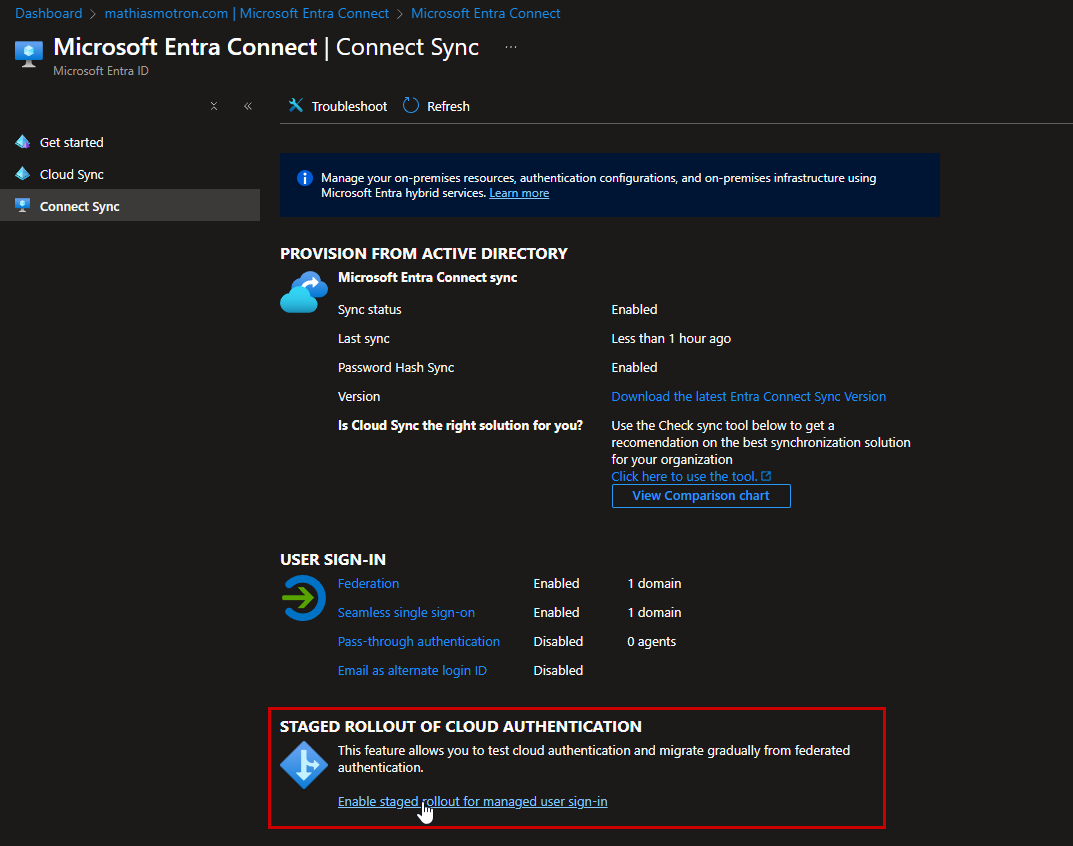 Dashboard > mathiasmotron.com | Microsoft Entra Connect > Microsoft Entra Connect
Microsoft Entra Connect | Connect Sync ...
Microsoft Entra ID
Troubleshoot Refresh
Get started
Cloud Sync
Connect Sync
Manage your on-premises resources, authentication configurations, and on-premises infrastructure using
Microsoft Entra hybrid services. Learn more
PROVISION FROM ACTIVE DIRECTORY
Microsoft Entra Connect sync
Sync status Enabled
Last sync Less than 1 hour ago
Password Hash Sync Enabled
Version Download the latest Entra Connect Sync Version
Is Cloud Sync the right solution for you? Use the Check sync tool below to get a
recomendation on the best synchronization solution
for your organization
Click here to use the tool.
View Comparison chart
USER SIGN-IN
Federation Enabled 1 domain
Seamless single sign-on Enabled 1 domain
Pass-through authentication Disabled 0 agents
Email as alternate login ID Disabled
STAGED ROLLOUT OF CLOUD AUTHENTICATION
This feature allows you to test cloud authentication and migrate gradually from federated
authentication.
Enable staged rollout for managed user sign-in